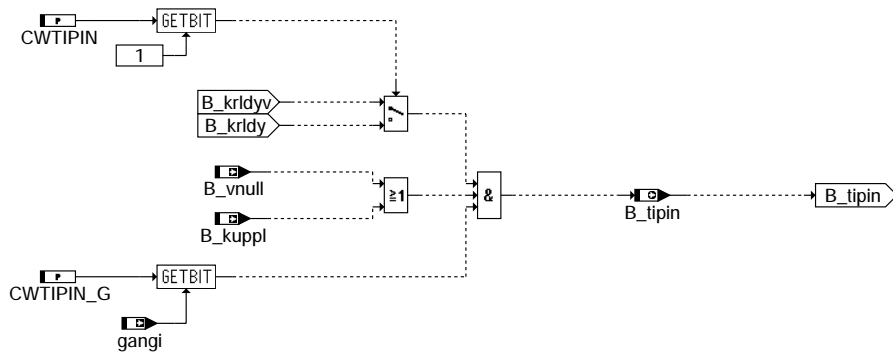 P
GETBIT
CWTIPIN
1
B_krldyv
B_krldy
B_vnull
≥1
&
B_kuppl
B_tipin
B_tipin
P
GETBIT
CWTIPIN_G
gangi